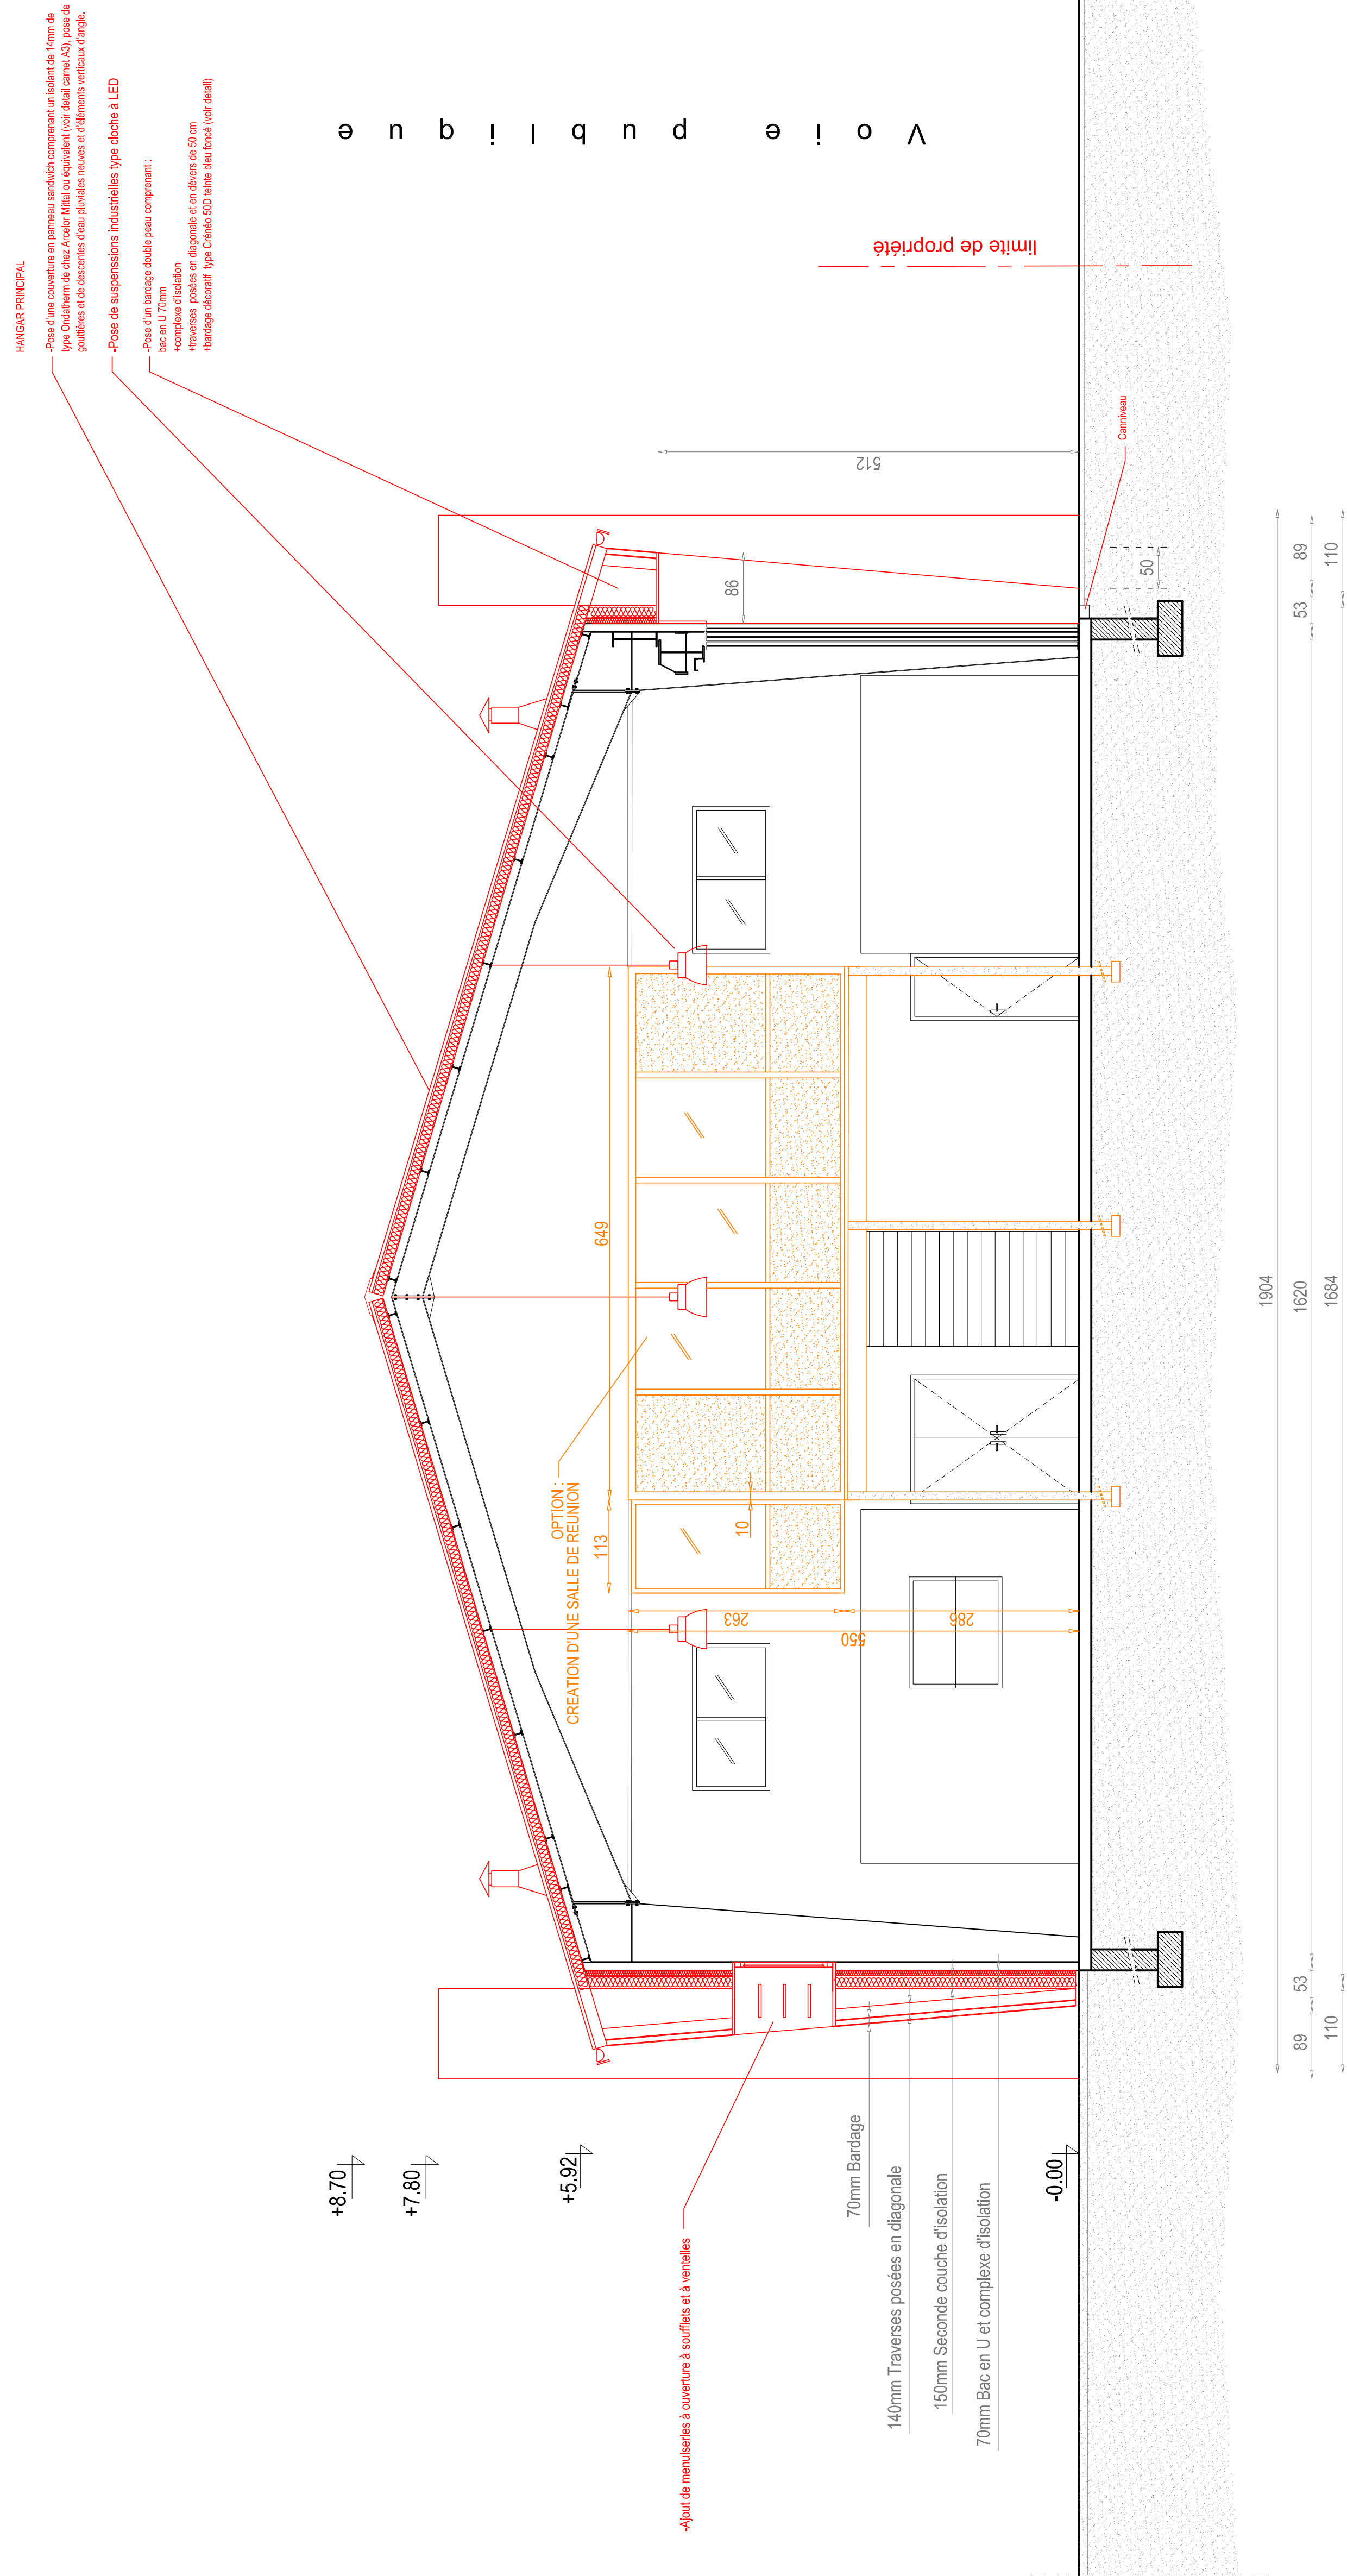 HANGAR PRINCIPAL
-Pose d'une couverture en panneau sandwich comprenant un isolant de 14mm de
type Ondatherm de chez Arcelor Mittal ou équivalent (voir detail carnet A3), pose de
gouttières et de descentes d'eau pluviales neuves et d'éléments verticaux d'angle.
-Pose de suspenssions industrielles type cloche à LED
-Pose d'un bardage double peau comprenant :
bac en U 70mm
+complexe d'isolation
+traverses posées en diagonale et en dévers de 50 cm
+bardage décoratif type Crénéo 50D teinte bleu foncé (voir detail)
Voie publique
limite de propriété
Canniveau
512
86
50
OPTION :
CREATION D'UNE SALLE DE REUNION
649
113
10
263
286
550
+8.70
+7.80
+5.92
-0.00
-Ajout de menuiseries à ouverture à soufflets et à ventelles
70mm Bardage
140mm Traverses posées en diagonale
150mm Seconde couche d'isolation
70mm Bac en U et complexe d'isolation
1904
89
53
1620
53
89
110
1684
110